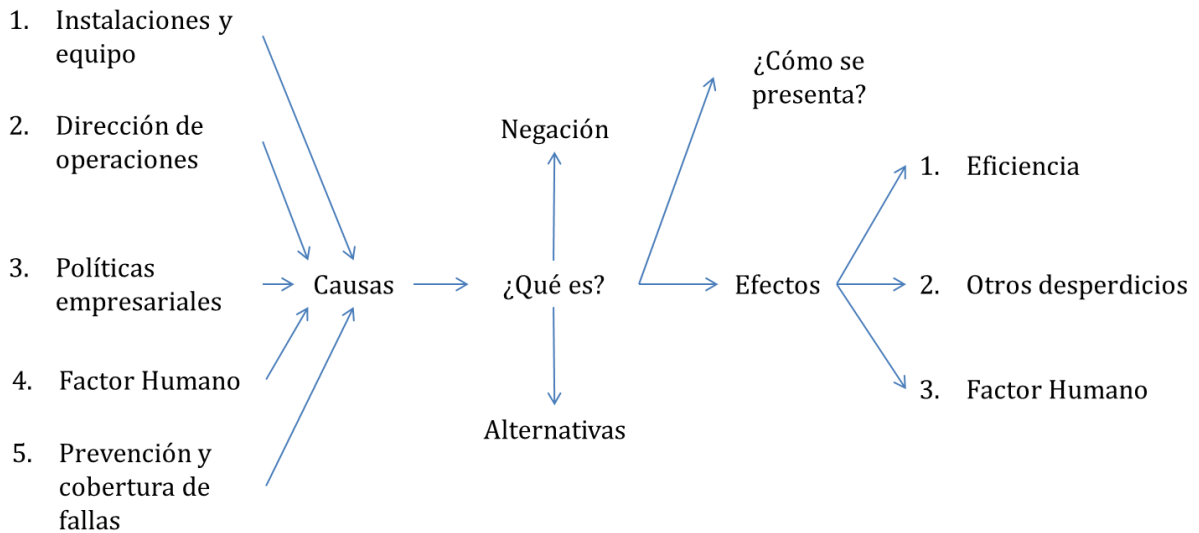 1. Instalaciones y
equipo
2. Dirección de
operaciones
3. Políticas
empresariales
4. Factor Humano
5. Prevención y
cobertura de
fallas
Causas
Negación
¿Qué es?
Alternativas
¿Cómo se
presenta?
Efectos
1. Eficiencia
2. Otros desperdicios
3. Factor Humano